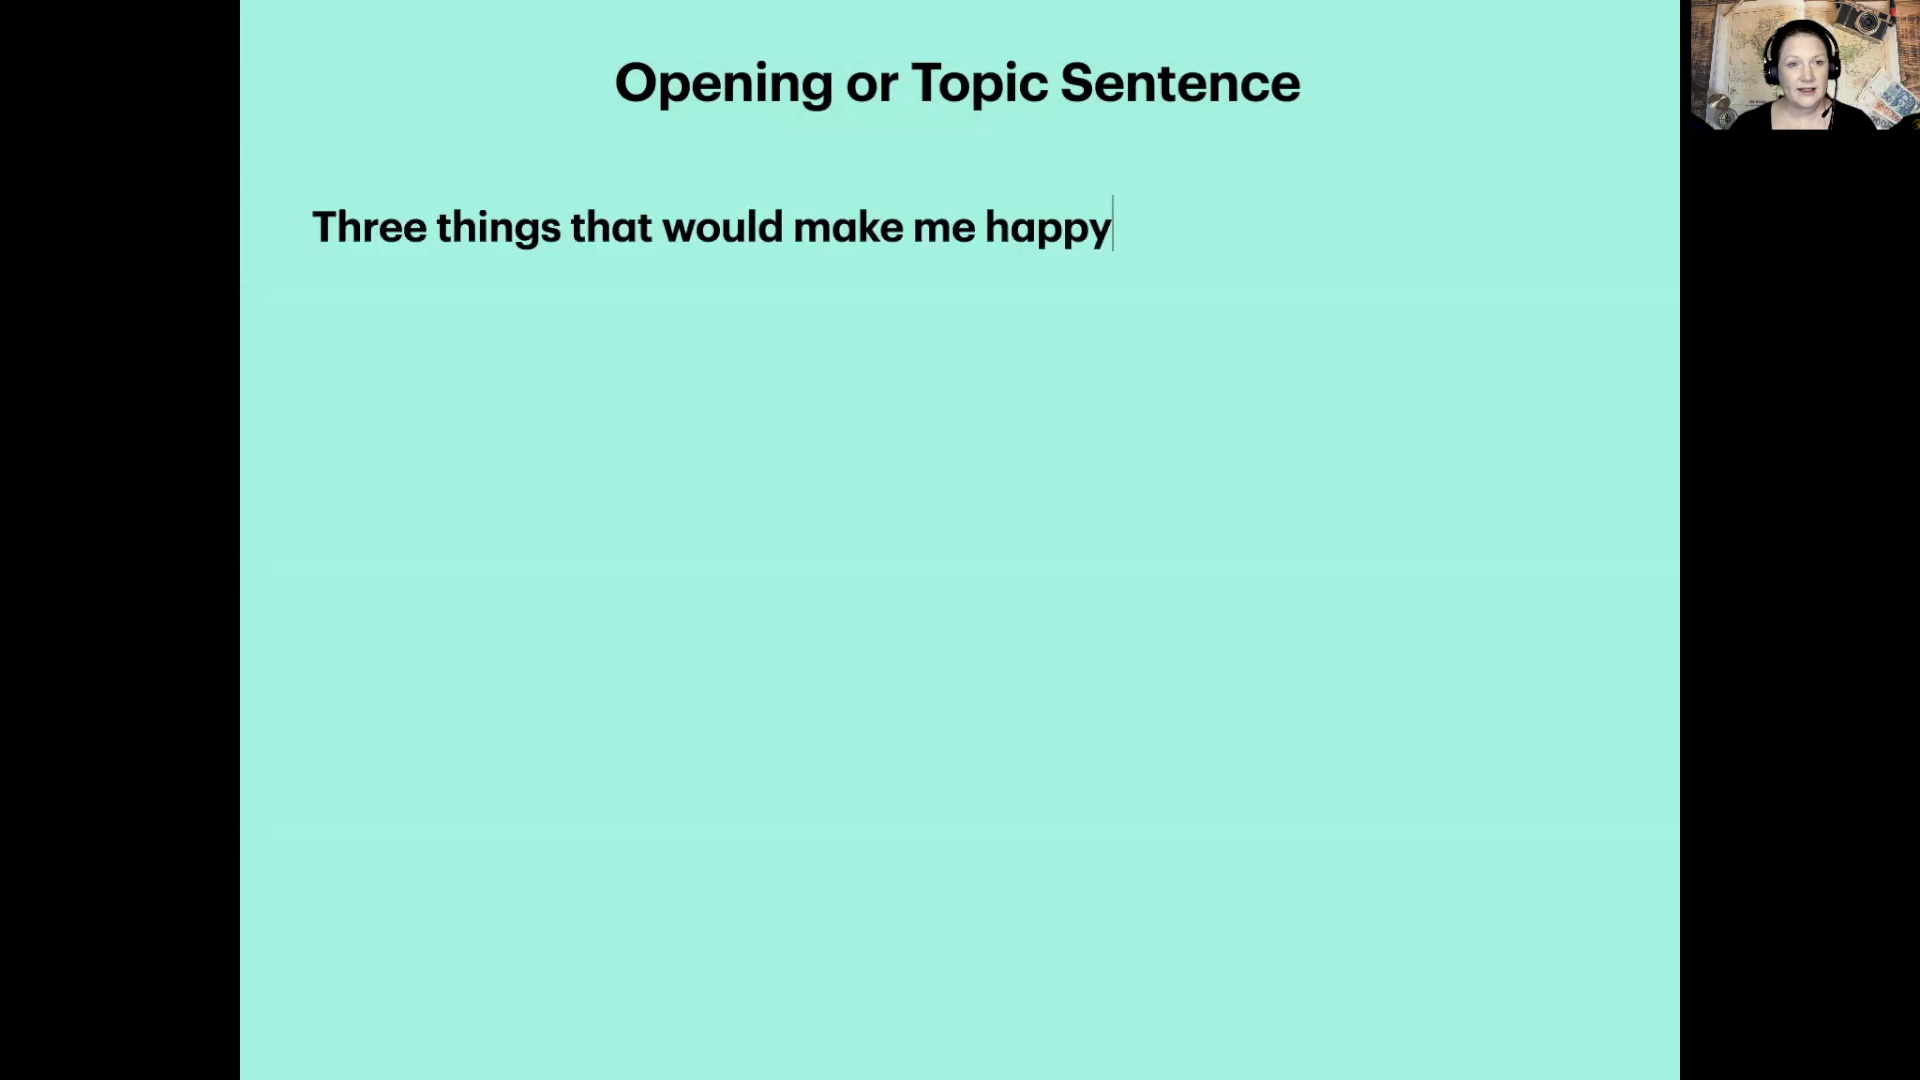 Opening or Topic Sentence
Three things that would make me happy